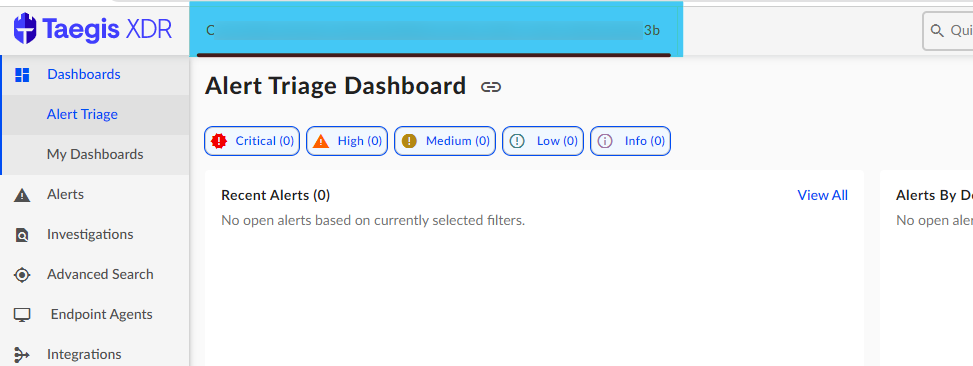 Taegis XDR
C 3b
Qui
Dashboards
Alert Triage
My Dashboards
Alerts
Investigations
Advanced Search
Endpoint Agents
Integrations
Alert Triage Dashboard
Critical (0) High (0) Medium (0) Low (0) Info (0)
Recent Alerts (0) View All
No open alerts based on currently selected filters.
Alerts By De
No open aler